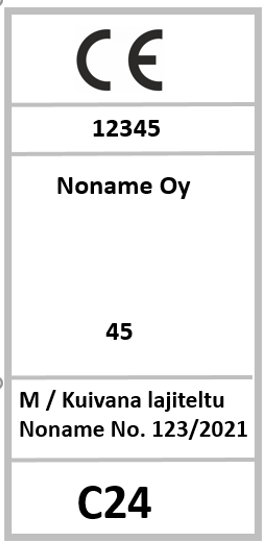 CE
12345
Noname Oy
45
M / Kuivana lajiteltu
Noname No. 123/2021
C24